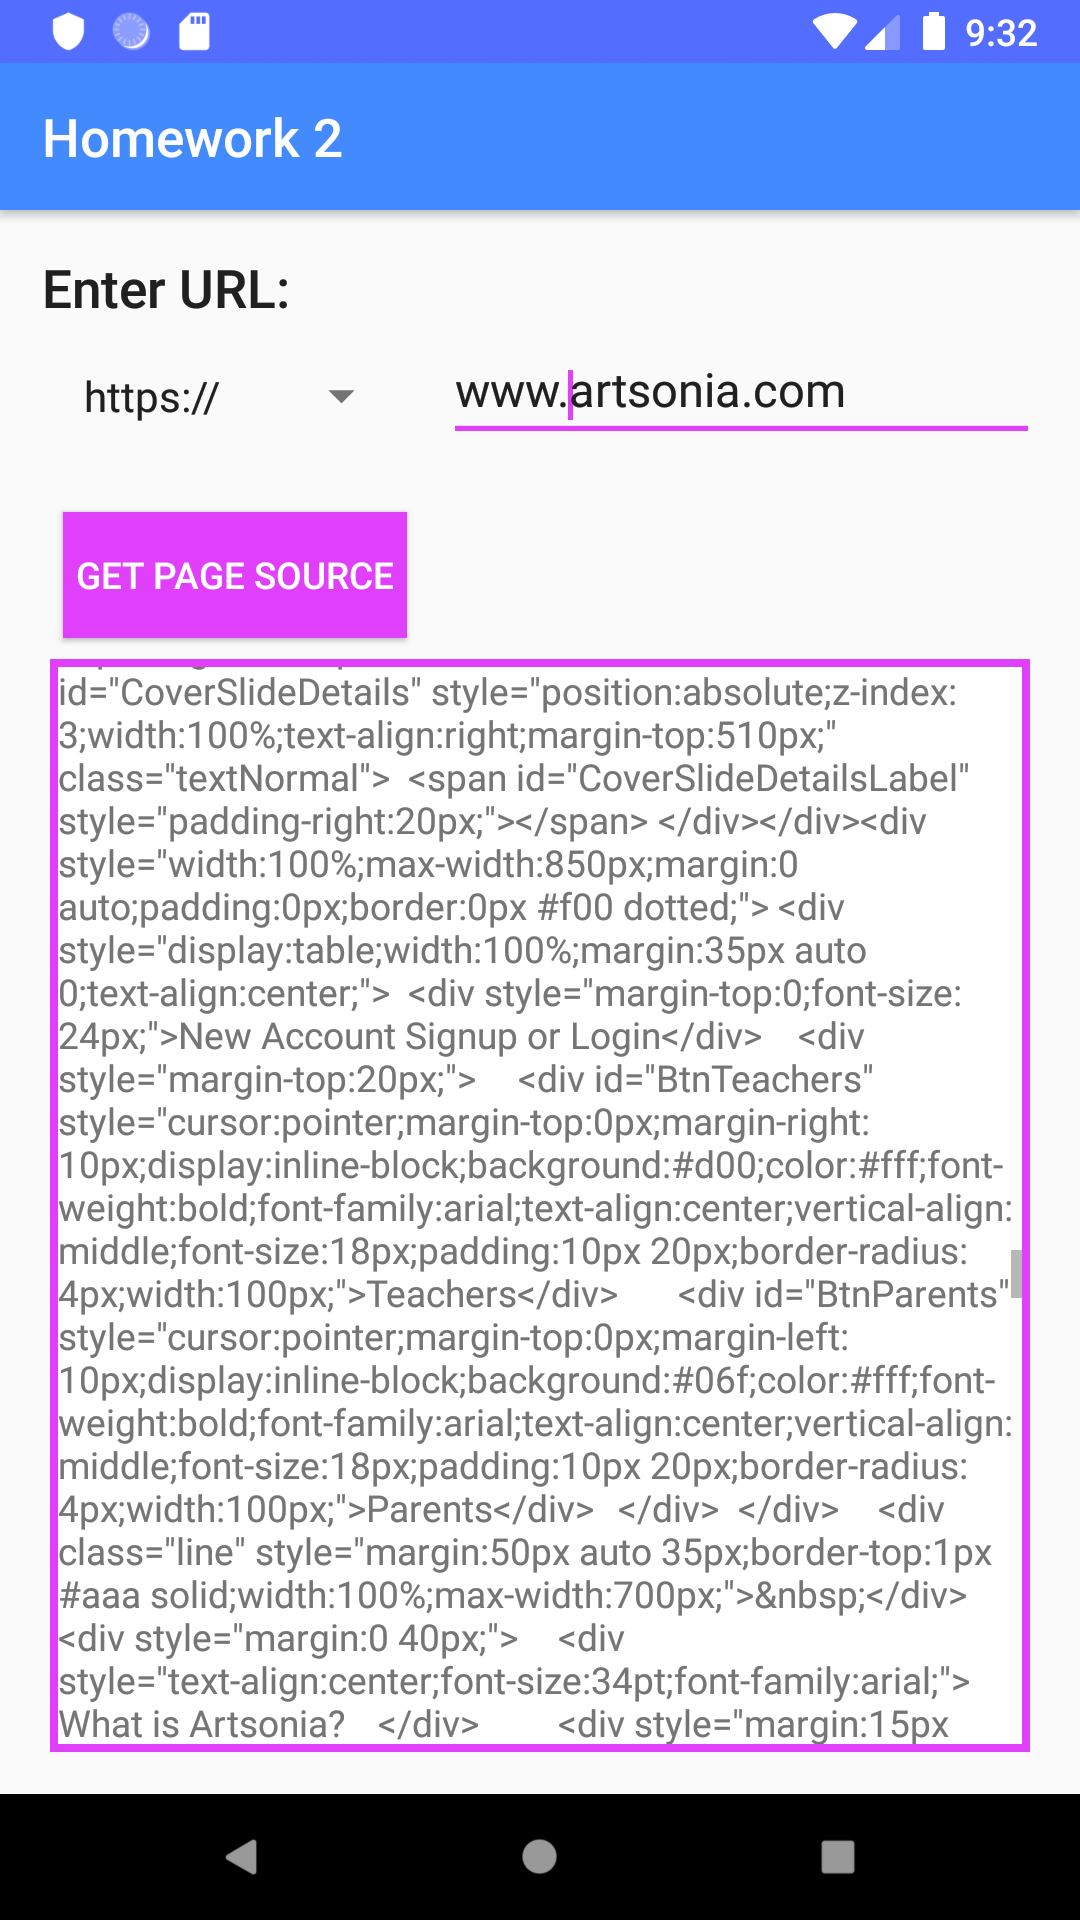 9:32
Homework 2
Enter URL:
https://
www.artsonia.com
GET PAGE SOURCE
id="CoverSlideDetails" style="position:absolute;z-index:
3;width:100%;text-align:right;margin-top:510px;"
class="textNormal">  <span id="CoverSlideDetailsLabel"
style="padding-right:20px;"></span> </div></div><div
style="width:100%;max-width:850px;margin:0
auto;padding:0px;border:0px #f00 dotted;"> <div
style="display:table;width:100%;margin:35px auto
0;text-align:center;">  <div style="margin-top:0;font-size:
24px;">New Account Signup or Login</div>    <div
style="margin-top:20px;">    <div id="BtnTeachers"
style="cursor:pointer;margin-top:0px;margin-right:
10px;display:inline-block;background:#d00;color:#fff;font-
weight:bold;font-family:arial;text-align:center;vertical-align:
middle;font-size:18px;padding:10px 20px;border-radius:
4px;width:100px;">Teachers</div>      <div id="BtnParents"
style="cursor:pointer;margin-top:0px;margin-left:
10px;display:inline-block;background:#06f;color:#fff;font-
weight:bold;font-family:arial;text-align:center;vertical-align:
middle;font-size:18px;padding:10px 20px;border-radius:
4px;width:100px;">Parents</div>   </div>  </div>    <div
class="line" style="margin:50px auto 35px;border-top:1px
#aaa solid;width:100%;max-width:700px;">&nbsp;</div>
<div style="margin:0 40px;">    <div
style="text-align:center;font-size:34pt;font-family:arial;">
What is Artsonia?   </div>        <div style="margin:15px